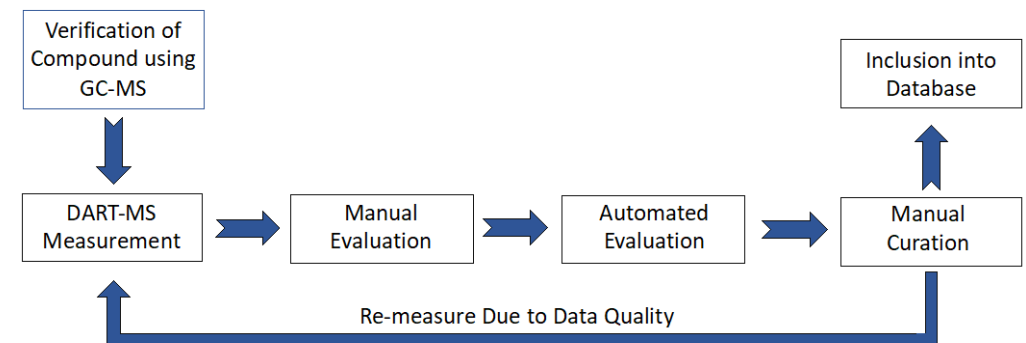 Verification of
Compound using
GC-MS
Inclusion into
Database
DART-MS
Measurement
Manual
Evaluation
Automated
Evaluation
Manual
Curation
Re-measure Due to Data Quality